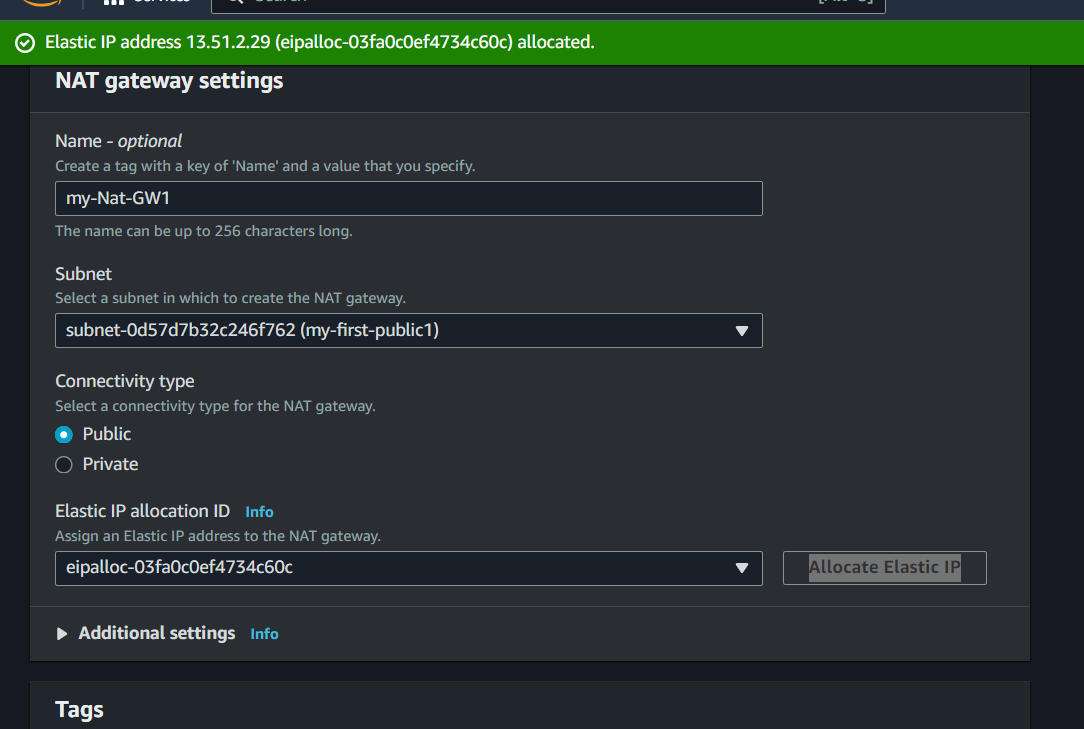 Elastic IP address 13.51.2.29 (eipalloc-03fa0c0ef4734c60c) allocated.
NAT gateway settings
Name - optional
Create a tag with a key of 'Name' and a value that you specify.
my-Nat-GW1
The name can be up to 256 characters long.
Subnet
Select a subnet in which to create the NAT gateway.
subnet-0d57d7b32c246f762 (my-first-public1)
Connectivity type
Select a connectivity type for the NAT gateway.
Public
Private
Elastic IP allocation ID Info
Assign an Elastic IP address to the NAT gateway.
eipalloc-03fa0c0ef4734c60c
Allocate Elastic IP
Additional settings Info
Tags